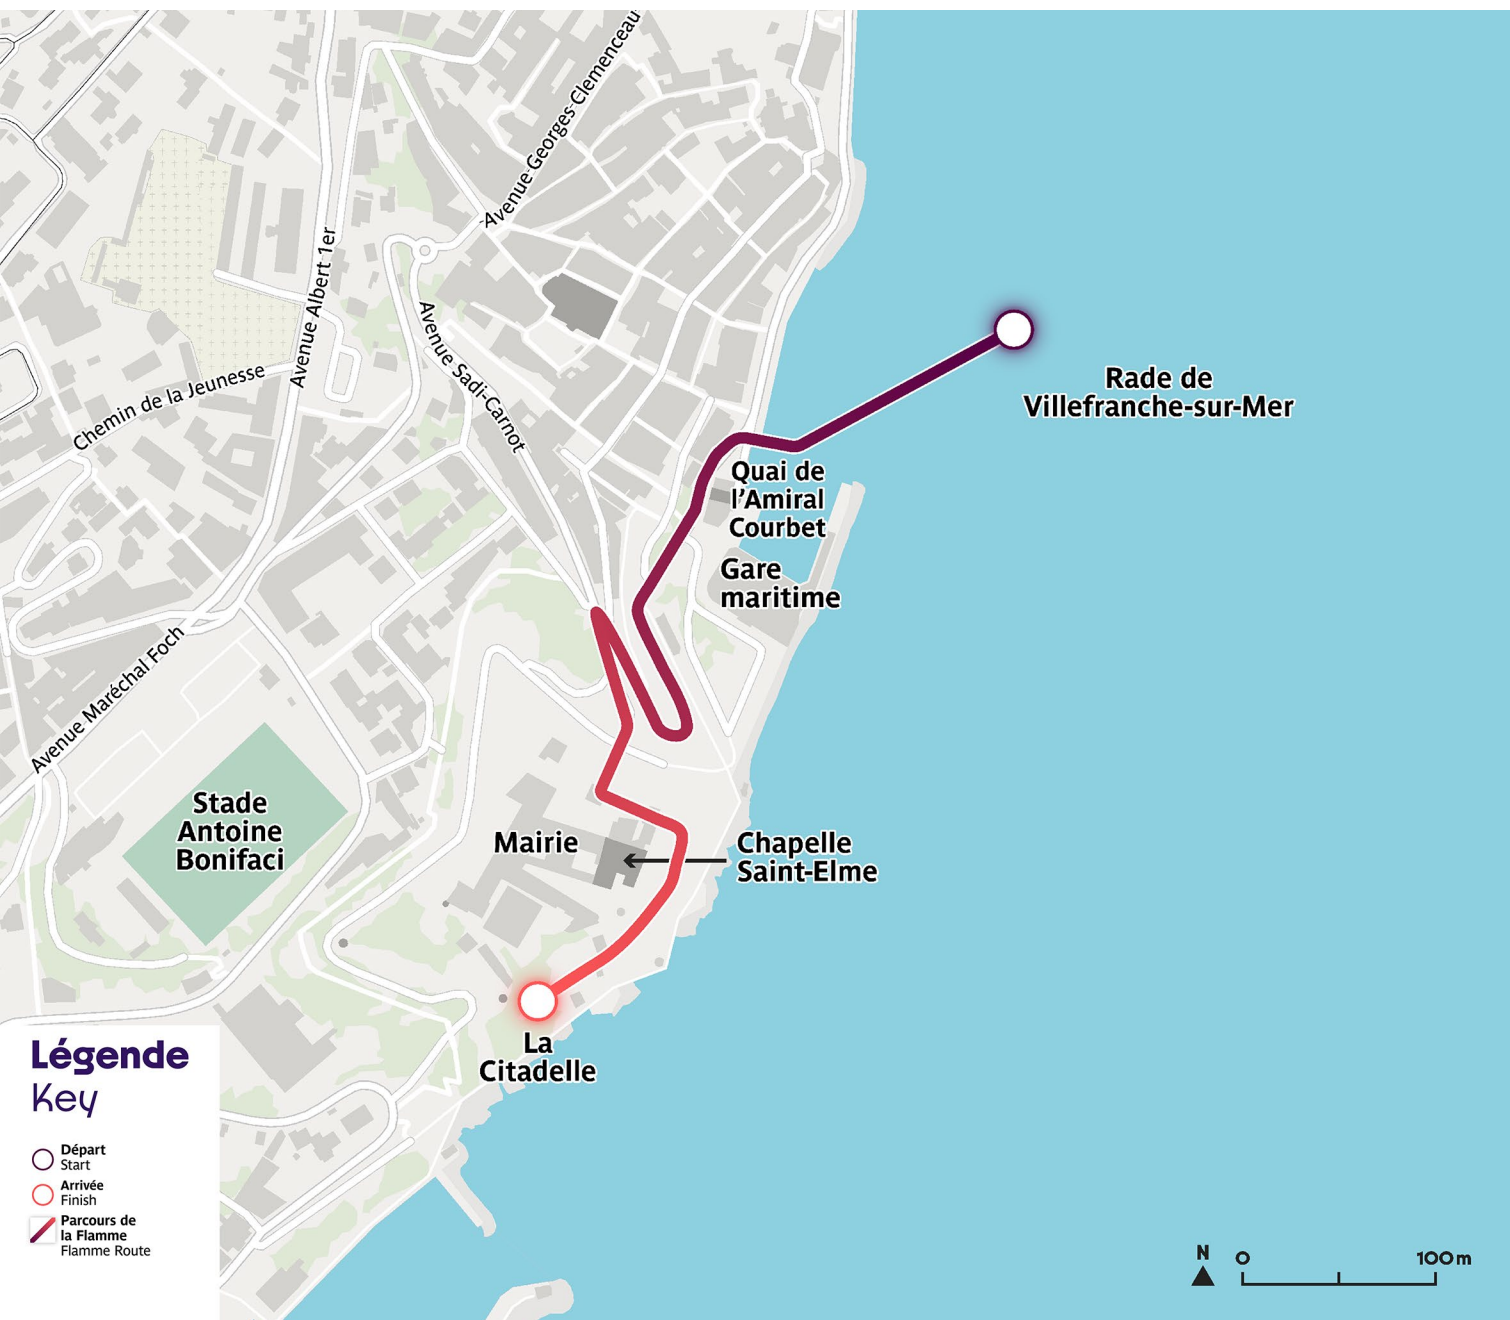 Avenue-Georges-Clemenceau
Avenue Albert 1er
Avenue Sadi-Carnot
Chemin de la Jeunesse
Rade de
Villefranche-sur-Mer
Quai de
l'Amiral
Courbet
Gare
maritime
Avenue Maréchal Foch
Stade
Antoine
Bonifaci
Mairie
Chapelle
Saint-Elme
La
Citadelle
Légende
Key
Départ
Start
Arrivée
Finish
Parcours de
la Flamme
Flamme Route
N
0
100m